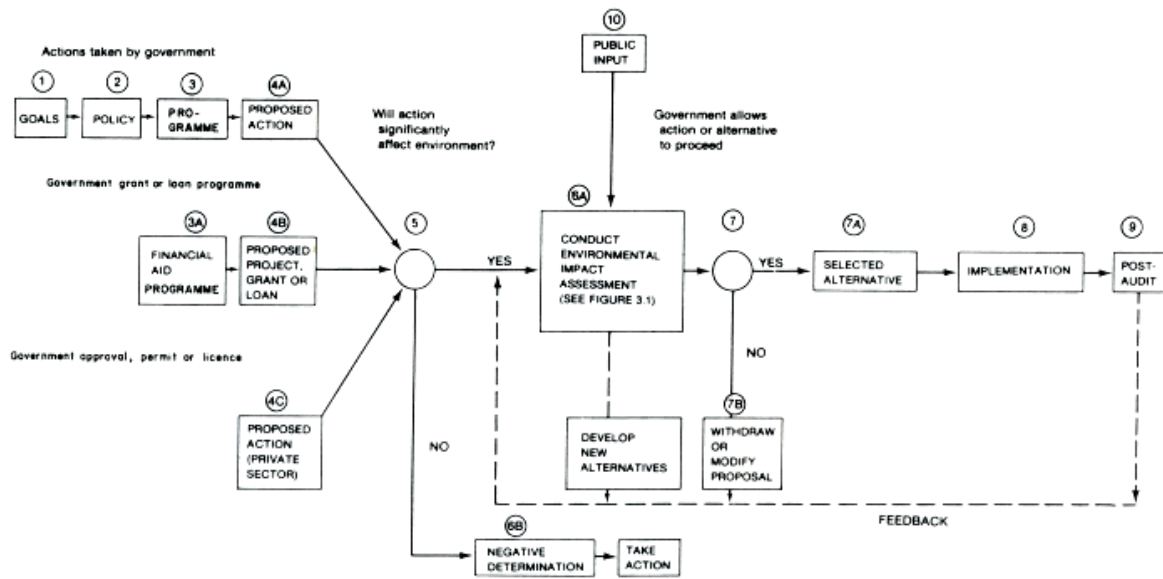 10
PUBLIC
INPUT
Actions taken by government
1
2
3
4A
GOALS
POLICY
PRO-
GRAMME
PROPOSED
ACTION
Will action
significantly
affect environment?
Government allows
action or alternative
to proceed
Government grant or loan programme
3A
4B
5
6A
7
7A
8
9
FINANCIAL
AID
PROGRAMME
PROPOSED
PROJECT,
GRANT OR
LOAN
YES
CONDUCT
ENVIRONMENTAL
IMPACT
ASSESSMENT
(SEE FIGURE 3.1)
YES
SELECTED
ALTERNATIVE
IMPLEMENTATION
POST-
AUDIT
Government approval, permit or licence
4C
PROPOSED
ACTION
(PRIVATE
SECTOR)
NO
NO
7B
DEVELOP
NEW
ALTERNATIVES
WITHDRAW
OR
MODIFY
PROPOSAL
FEEDBACK
6B
NEGATIVE
DETERMINATION
TAKE
ACTION